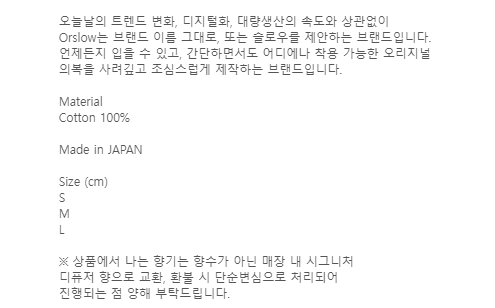 오늘날의 트렌드 변화, 디지털화, 대량생산의 속도와 상관없이
Orslow는 브랜드 이름 그대로, 또는 슬로우를 제안하는 브랜드입니다.
언제든지 입을 수 있고, 간단하면서도 어디에나 착용 가능한 오리지널
의복을 사려깊고 조심스럽게 제작하는 브랜드입니다.
Material
Cotton 100%
Made in JAPAN
Size (cm)
S
M
L
※ 상품에서 나는 향기는 향수가 아닌 매장 내 시그니처
디퓨저 향으로 교환, 환불 시 단순변심으로 처리되어
진행되는 점 양해 부탁드립니다.